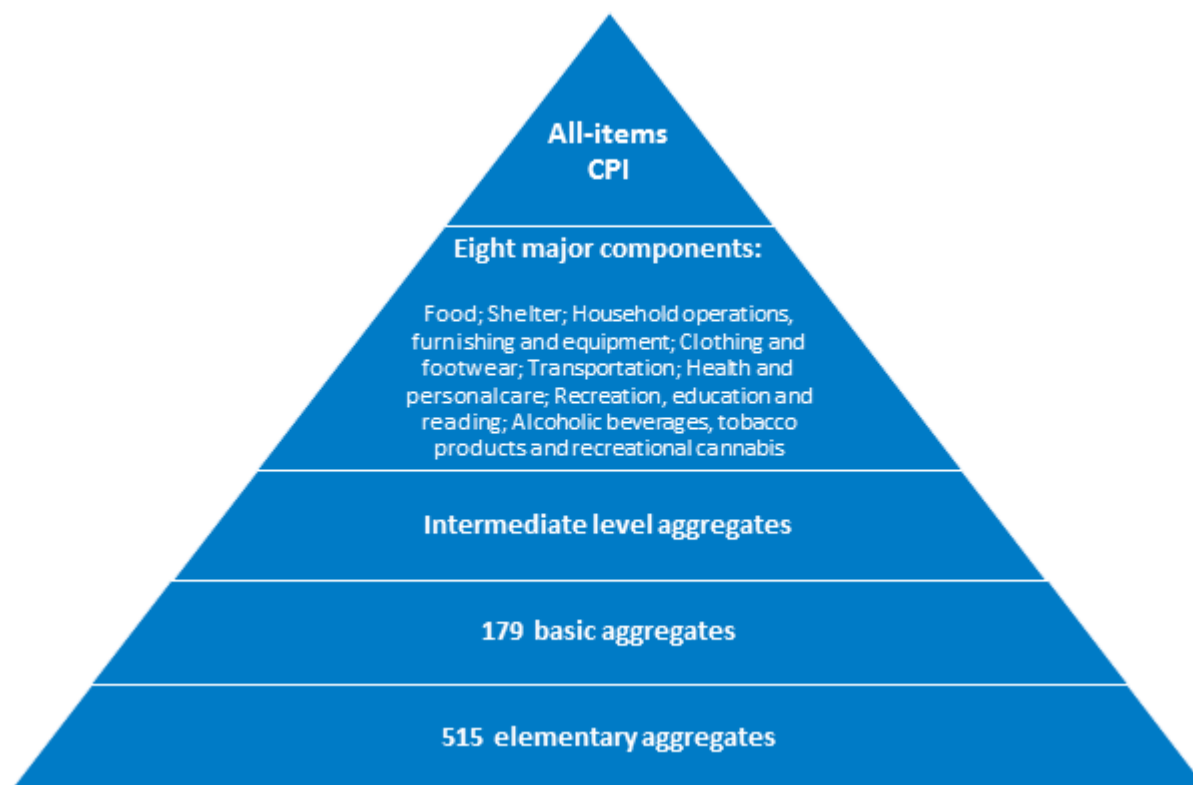 All-items
CPI
Eight major components:
Food; Shelter; Household operations,
furnishing and equipment; Clothing and
footwear; Transportation; Health and
personal care; Recreation, education and
reading; Alcoholic beverages, tobacco
products and recreational cannabis
Intermediate level aggregates
179 basic aggregates
515 elementary aggregates